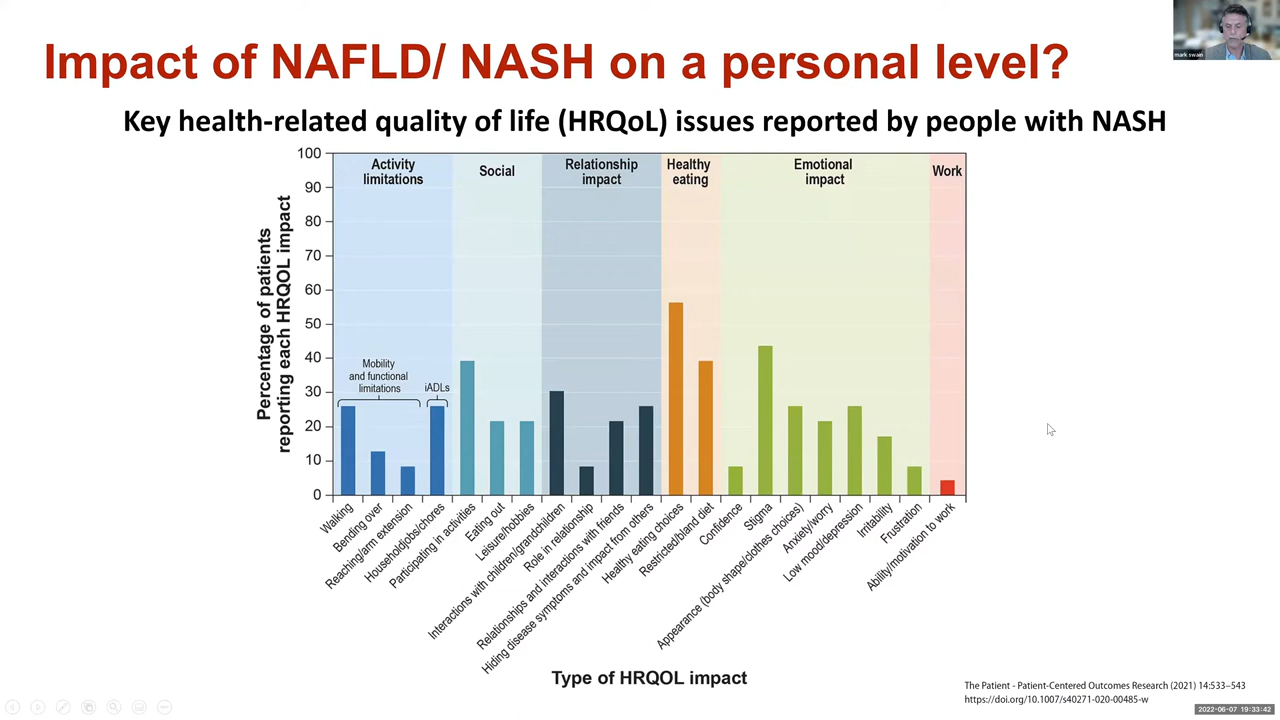 Impact of NAFLD/ NASH on a personal level?
mark swain
Key health-related quality of life (HRQoL) issues reported by people with NASH
Percentage of patients
reporting each HRQOL impact
100
90
80
70
60
50
40
30
20
10
0
Activity
limitations
Social
Relationship
impact
Healthy
eating
Emotional
impact
Work
Mobility
and functional
limitations
iADLs
Walking
Bending over
Reaching/arm extension
Household/jobs/chores
Participating in activities
Eating out
Leisure/hobbies
Interactions with children/grandchildren
Role in relationship
Relationships and interactions with friends
Hiding disease symptoms and impact from others
Healthy eating choices
Restricted/bland diet
Confidence
Stigma
Appearance (body shape/clothes choices)
Anxiety/worry
Low mood/depression
Irritability
Frustration
Ability/motivation to work
Type of HRQOL impact
The Patient - Patient-Centered Outcomes Research (2021) 14:533–543
https://doi.org/10.1007/s40271-020-00485-w
2022-06-07 19:33:42